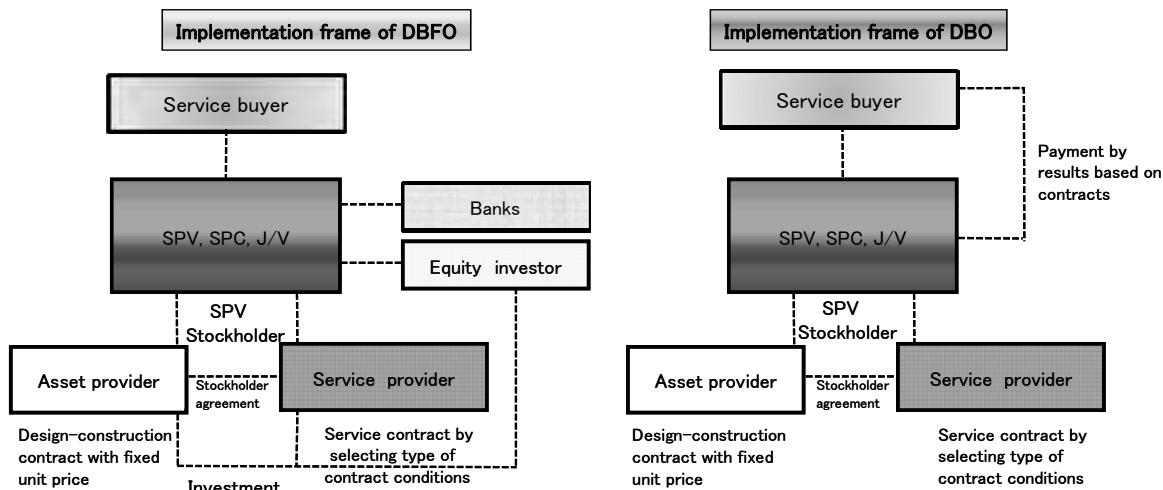 Implementation frame of DBFO
Service buyer
SPV, SPC, J/V
Banks
Equity investor
SPV
Stockholder
Asset provider
Stockholder
agreement
Service provider
Design-construction
contract with fixed
unit price
Service contract by
selecting type of
contract conditions
Investment
Implementation frame of DBO
Service buyer
Payment by
results based on
contracts
SPV, SPC, J/V
SPV
Stockholder
Asset provider
Stockholder
agreement
Service provider
Design-construction
contract with fixed
unit price
Service contract by
selecting type of
contract conditions